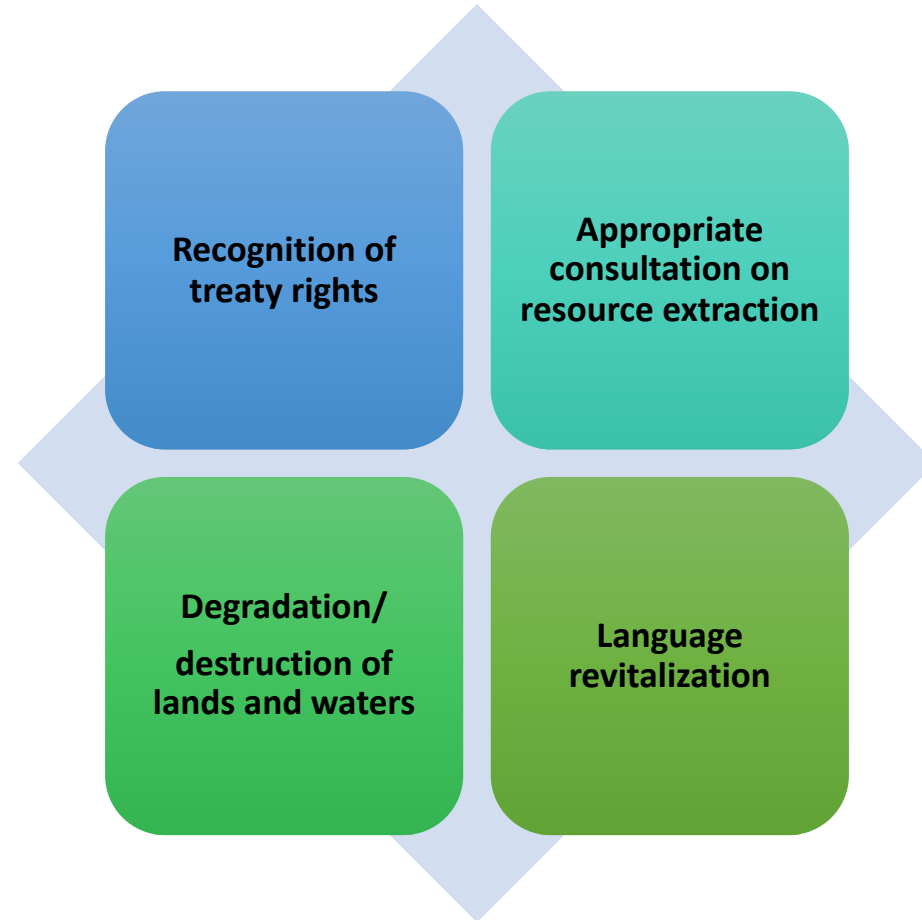 Recognition of
treaty rights
Appropriate
consultation on
resource extraction
Degradation/
destruction of
lands and waters
Language
revitalization